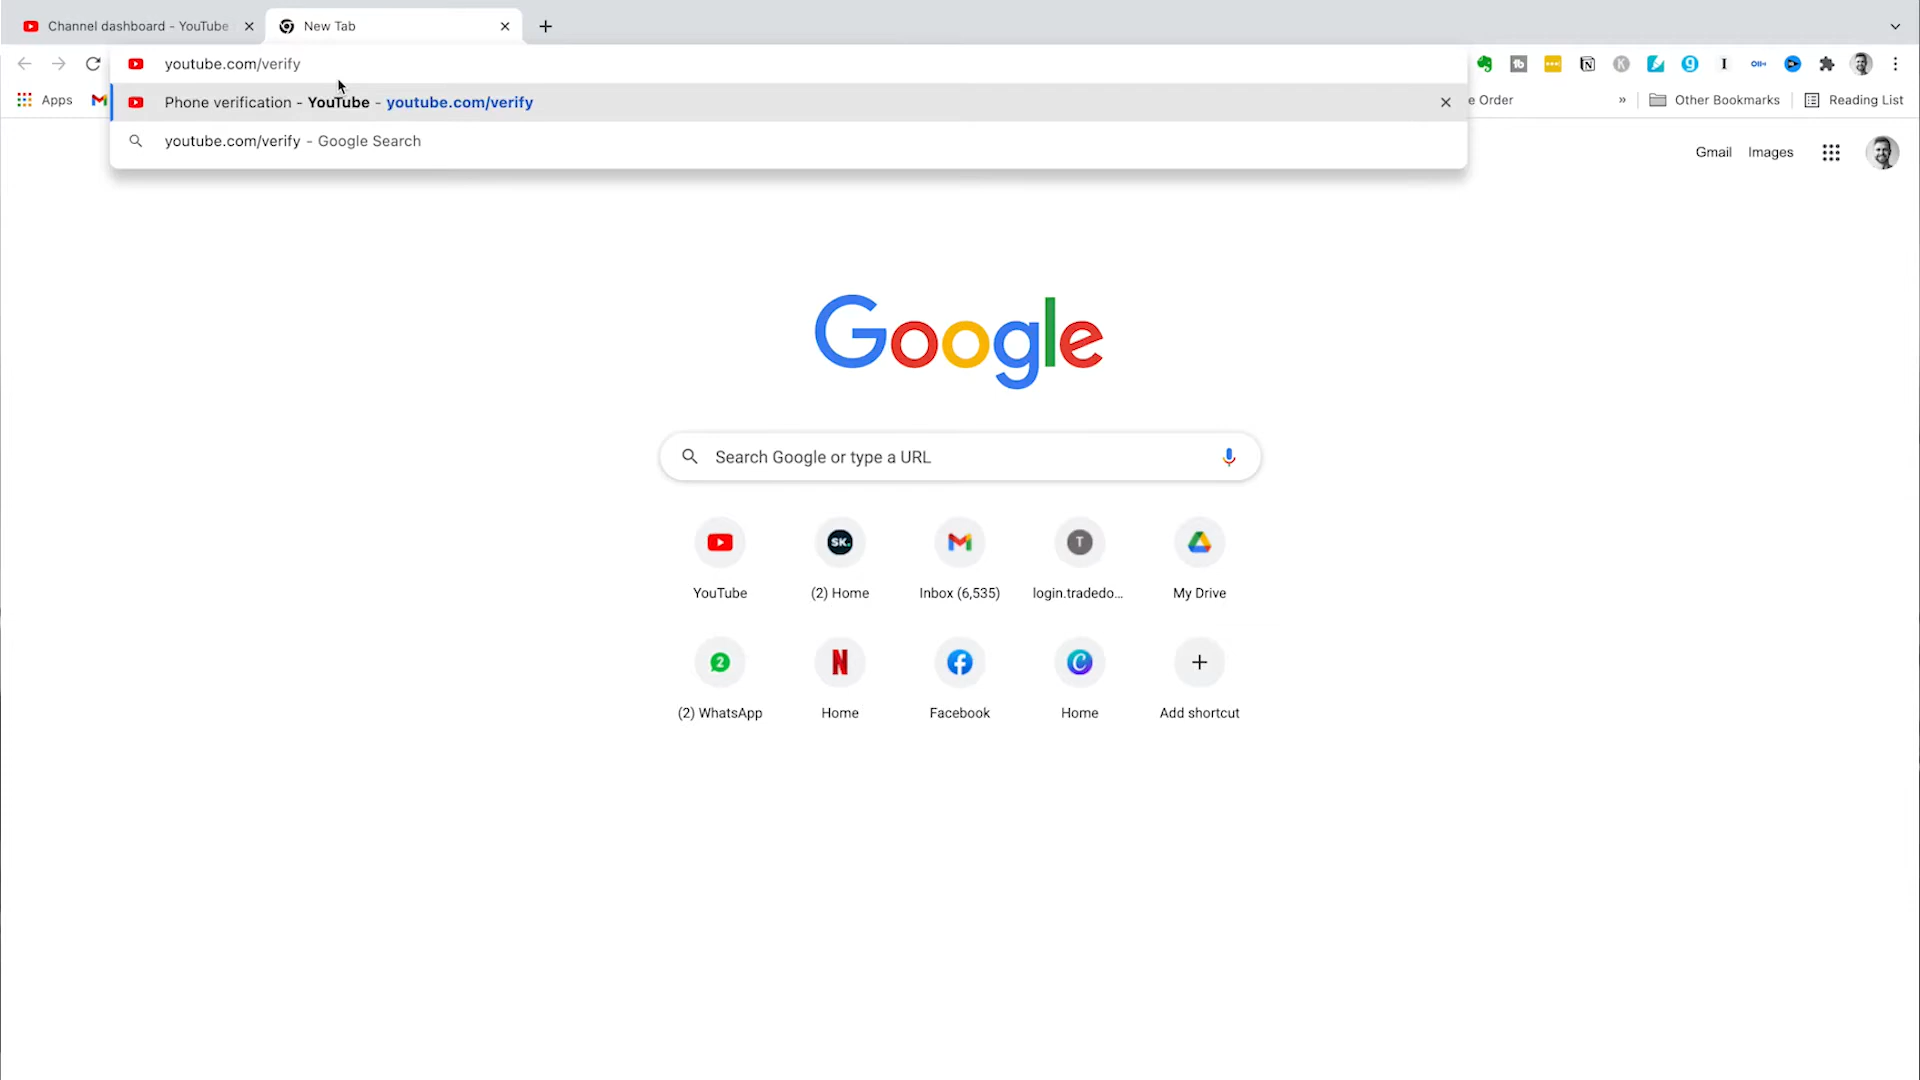 Channel dashboard - YouTube
New Tab
youtube.com/verify
Phone verification - YouTube - youtube.com/verify
youtube.com/verify - Google Search
Apps
e Order
» Other Bookmarks
Reading List
Gmail Images
Google
Search Google or type a URL
YouTube
SK.
(2) Home
Inbox (6,535)
T
login.tradedo...
My Drive
2
(2) WhatsApp
N
Home
Facebook
Home
Add shortcut